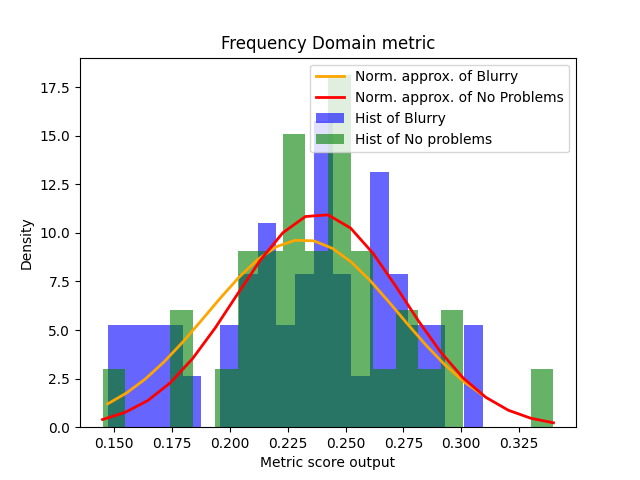 Frequency Domain metric
Norm. approx. of Blurry
Norm. approx. of No Problems
Hist of Blurry
Hist of No problems
17.5
15.0
12.5
10.0
7.5
5.0
2.5
0.0
Density
0.150 0.175 0.200 0.225 0.250 0.275 0.300 0.325
Metric score output